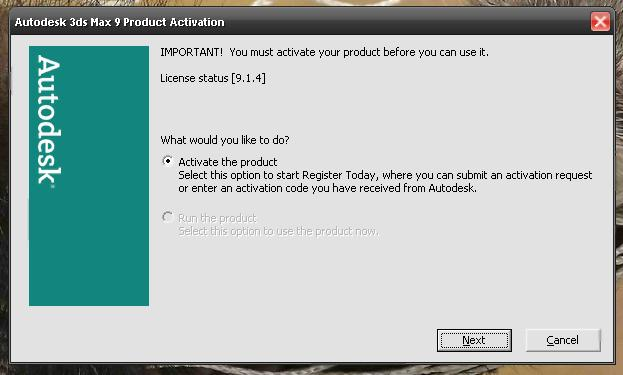 Autodesk 3ds Max 9 Product Activation
Autodesk
IMPORTANT! You must activate your product before you can use it.
License status [9.1.4]
What would you like to do?
Activate the product
Select this option to start Register Today, where you can submit an activation request
or enter an activation code you have received from Autodesk.
Run the product
Select this option to use the product now.
Next
Cancel